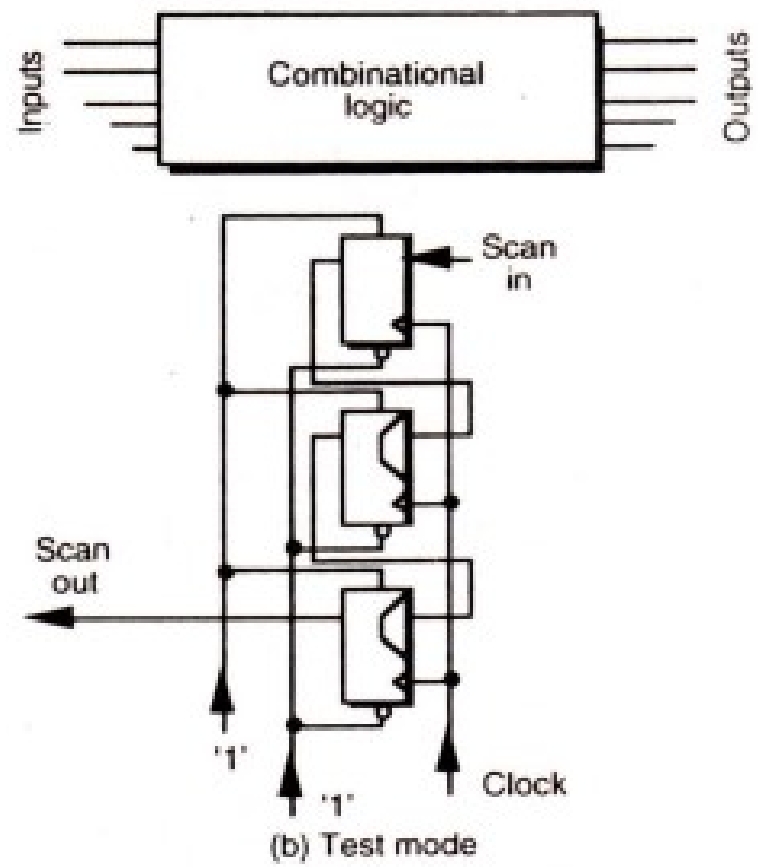 Combinational
logic
Inputs
Outputs
Scan
in
Scan
out
'1'
'1'
Clock
(b) Test mode